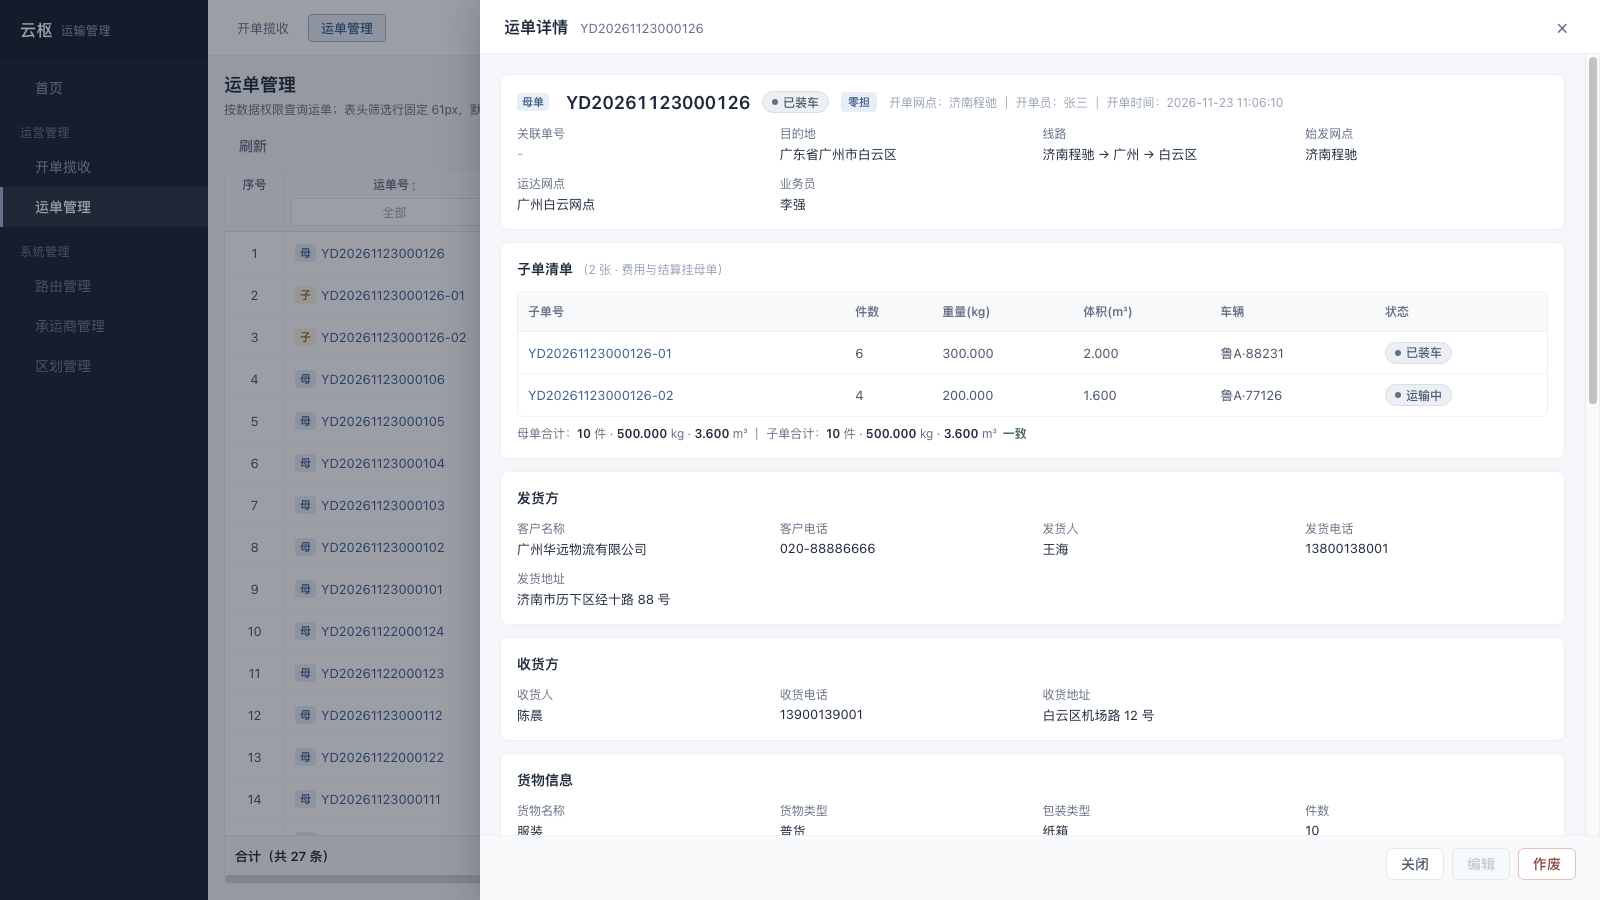 云枢 运输管理
首页
运营管理
开单揽收
运单管理
系统管理
路由管理
承运商管理
区划管理
开单揽收 运单管理
运单管理
按数据权限查询运单；表头筛选行固定 61px，默
刷新
序号 运单号
全部
1 母 YD20261123000126
2 子 YD20261123000126-01
3 子 YD20261123000126-02
4 母 YD20261123000106
5 母 YD20261123000105
6 母 YD20261123000104
7 母 YD20261123000103
8 母 YD20261123000102
9 母 YD20261123000101
10 母 YD20261122000124
11 母 YD20261122000123
12 母 YD20261123000112
13 母 YD20261122000122
14 母 YD20261123000111
合计（共 27 条）
运单详情 YD20261123000126 ×
母单 YD20261123000126 已装车 零担 开单网点：济南程驰 | 开单员：张三 | 开单时间：2026-11-23 11:06:10
关联单号 目的地 线路 始发网点
- 广东省广州市白云区 济南程驰 → 广州 → 白云区 济南程驰
运达网点 业务员
广州白云网点 李强
子单清单 (2 张 · 费用与结算挂母单)
子单号 件数 重量(kg) 体积(m³) 车辆 状态
YD20261123000126-01 6 300.000 2.000 鲁A·88231 已装车
YD20261123000126-02 4 200.000 1.600 鲁A·77126 运输中
母单合计：10 件 · 500.000 kg · 3.600 m³ | 子单合计：10 件 · 500.000 kg · 3.600 m³ 一致
发货方
客户名称 客户电话 发货人 发货电话
广州华远物流有限公司 020-88886666 王海 13800138001
发货地址
济南市历下区经十路 88 号
收货方
收货人 收货电话 收货地址
陈晨 13900139001 白云区机场路 12 号
货物信息
货物名称 货物类型 包装类型 件数
服装 普货 纸箱 10
关闭 编辑 作废